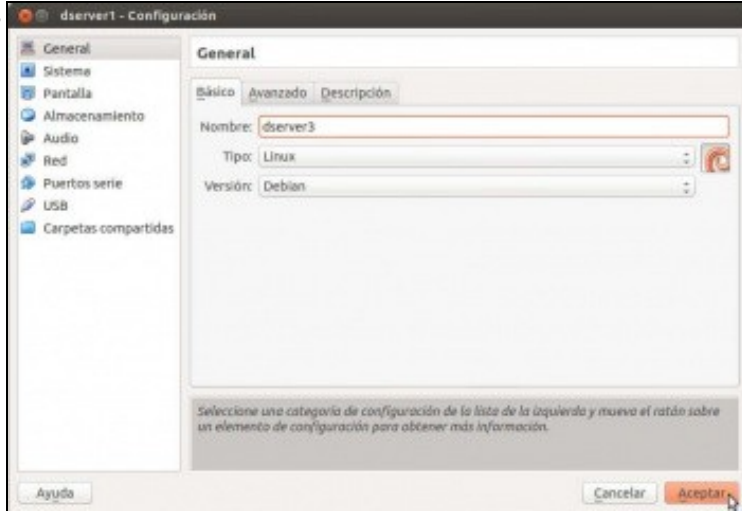 dserver1 - Configuración
General
Sistema
Pantalla
Almacenamiento
Audio
Red
Puertos serie
USB
Carpetas compartidas
General
Básico Avanzado Descripción
Nombre: dserver3
Tipo: Linux
Versión: Debian
Seleccione una categoría de configuración de la lista de la izquierda y mueva el ratón sobre
un elemento de configuración para obtener más información.
Ayuda Cancelar Aceptar